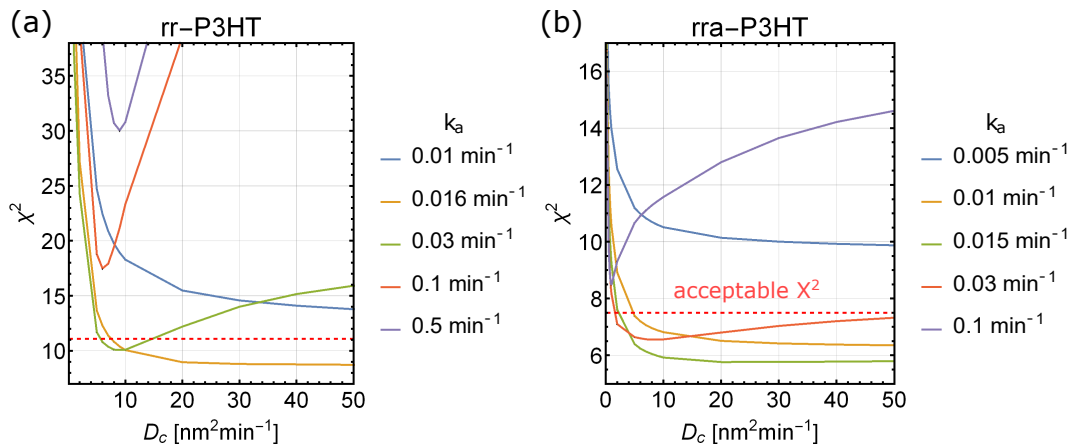 (a)
rr−P3HT
χ²
35
30
25
20
15
10
10 20 30 40 50
D_c [nm²min⁻¹]
kₐ
0.01 min⁻¹
0.016 min⁻¹
0.03 min⁻¹
0.1 min⁻¹
0.5 min⁻¹
(b)
rra−P3HT
χ²
16
14
12
10
8
6
acceptable X²
0 10 20 30 40 50
D_c [nm²min⁻¹]
kₐ
0.005 min⁻¹
0.01 min⁻¹
0.015 min⁻¹
0.03 min⁻¹
0.1 min⁻¹